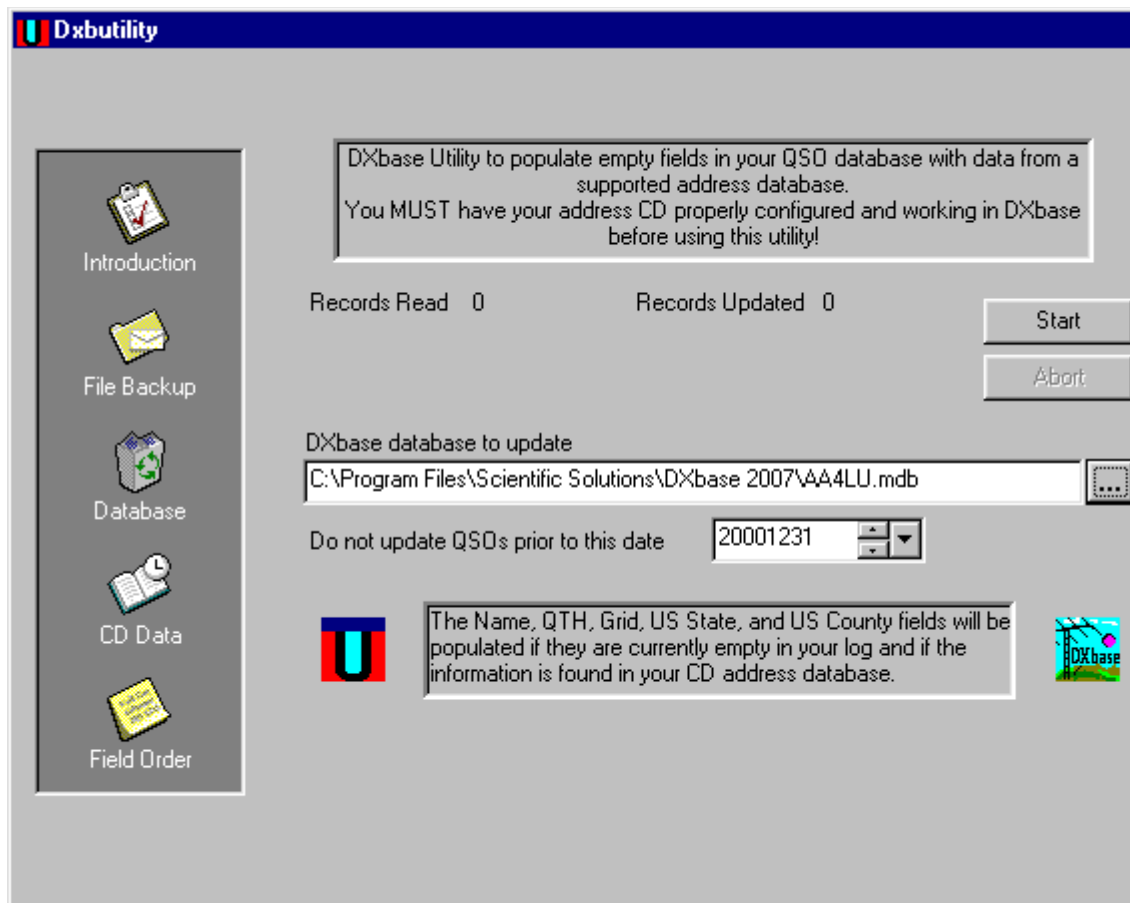 Dxbutility
Introduction
File Backup
Database
CD Data
Field Order
DXbase Utility to populate empty fields in your QSO database with data from a
supported address database.
You MUST have your address CD properly configured and working in DXbase
before using this utility!
Records Read 0 Records Updated 0
Start
Abort
DXbase database to update
C:\Program Files\Scientific Solutions\DXbase 2007\AA4LU.mdb
...
Do not update QSOs prior to this date 20001231
U
The Name, QTH, Grid, US State, and US County fields will be
populated if they are currently empty in your log and if the
information is found in your CD address database.
DXbase